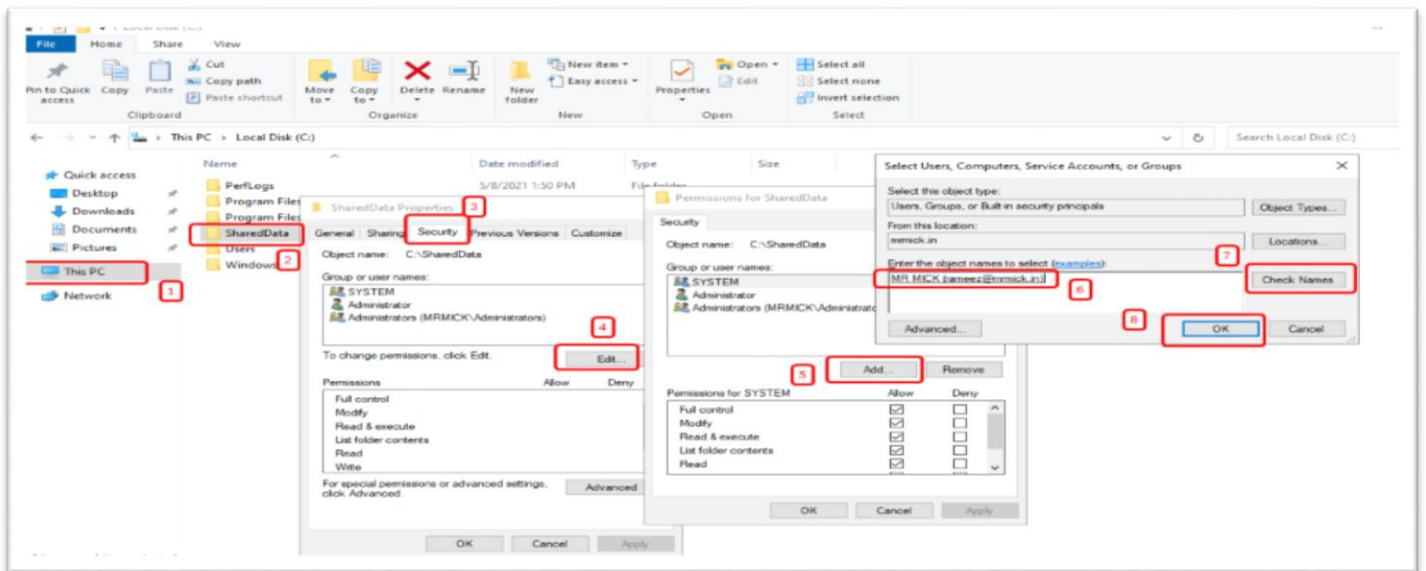 File Home Share View
Pin to Quick access
Copy
Paste
Cut
Copy path
Paste shortcut
Move to
Copy to
Delete
Rename
New folder
New item
Easy access
Properties
Open
Edit
Select all
Select none
Invert selection
Clipboard Organize New Open Select
This PC > Local Disk (C:)
Search Local Disk (C:)
Quick access
Desktop
Downloads
Documents
Pictures
This PC
1
Network
Name Date modified Type Size
PerfLogs 5/8/2021 1:50 PM File folder
Program Files
Program Files
SharedData
Users
Windows
2
SharedData Properties
3
General Sharing Security Previous Versions Customize
Object name: C:\SharedData
Group or user names:
SYSTEM
Administrator
Administrators (MRMICK\Administrators)
4
To change permissions, click Edit.
Edit...
Permissions Allow Deny
Full control
Modify
Read & execute
List folder contents
Read
Write
For special permissions or advanced settings,
click Advanced.
Advanced
OK Cancel Apply
Permissions for SharedData
Security
Object name: C:\SharedData
Group or user names:
SYSTEM
Administrator
Administrators (MRMICK\Administrato
5
Add... Remove
Permissions for SYSTEM Allow Deny
Full control
Modify
Read & execute
List folder contents
Read
OK Cancel Apply
Select Users, Computers, Service Accounts, or Groups
Select this object type:
Users, Groups, or Built-in security principals
Object Types...
From this location:
mrmick.in
Locations...
7
Enter the object names to select (examples):
MR MICK (rameez@mrmick.in)
6
Check Names
8
Advanced...
OK Cancel